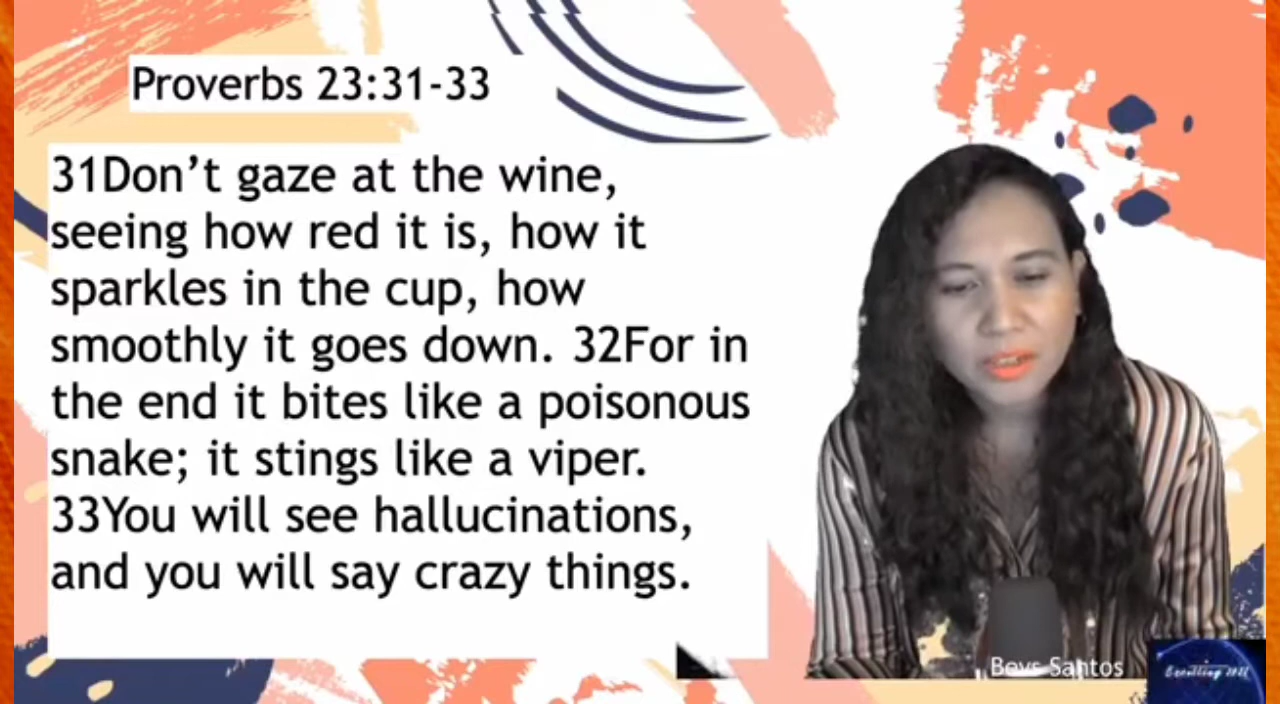 Proverbs 23:31-33
31Don’t gaze at the wine,
seeing how red it is, how it
sparkles in the cup, how
smoothly it goes down. 32For in
the end it bites like a poisonous
snake; it stings like a viper.
33You will see hallucinations,
and you will say crazy things.
Santos